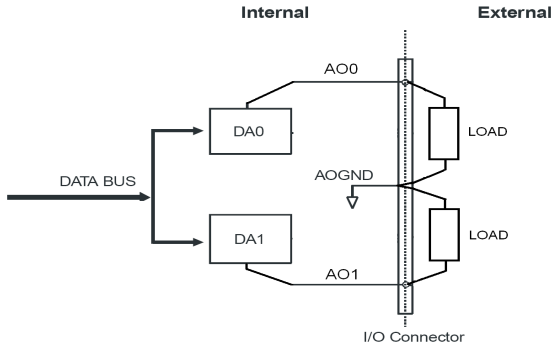 Internal
External
AO0
DA0
LOAD
DATA BUS
AOGND
DA1
LOAD
AO1
I/O Connector